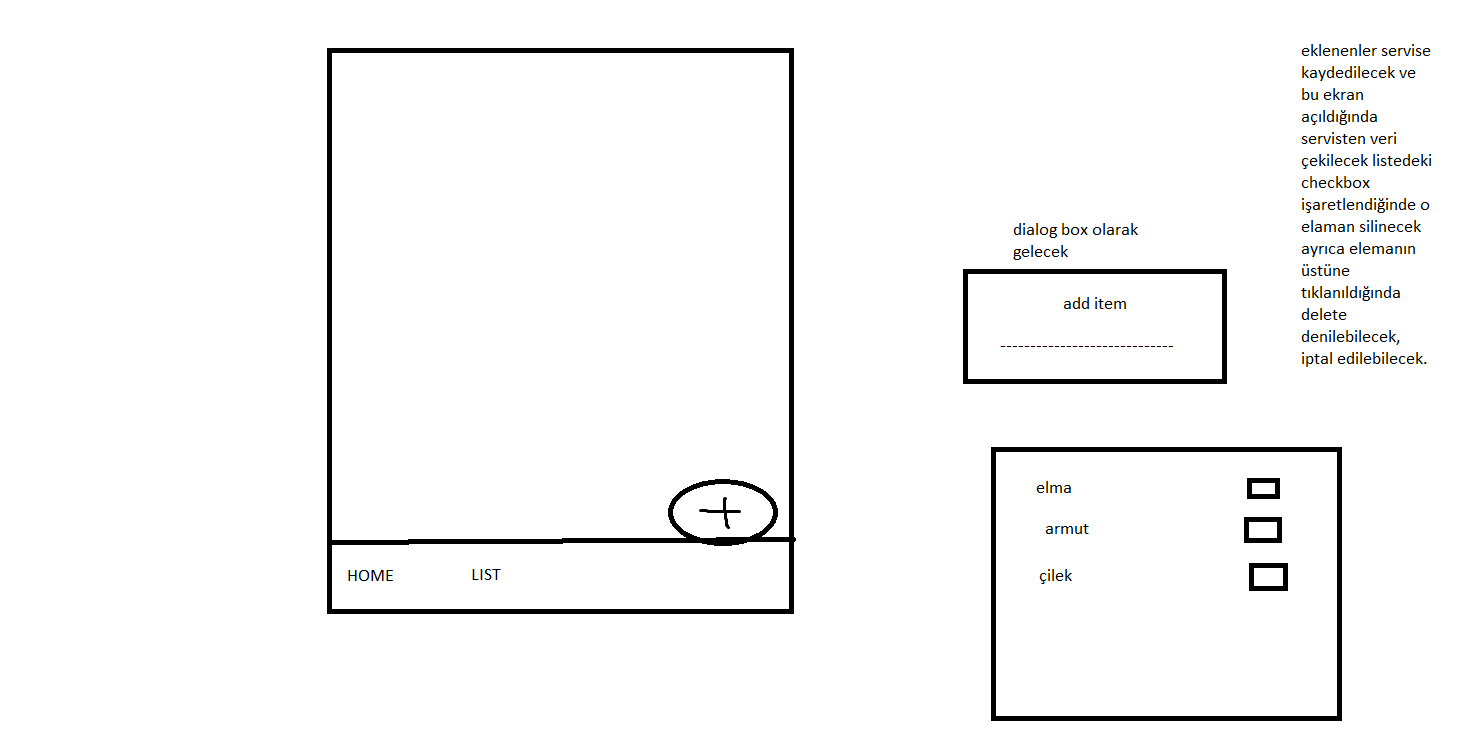 HOME
LIST
dialog box olarak
gelecek
add item
-----------------------------
elma
armut
çilek
eklenenler servise
kaydedilecek ve
bu ekran
açıldığında
servisten veri
çekilecek listedeki
checkbox
işaretlendiğinde o
elaman silinecek
ayrıca elemanın
üstüne
tıklanıldığında
delete
denilebilecek,
iptal edilebilecek.